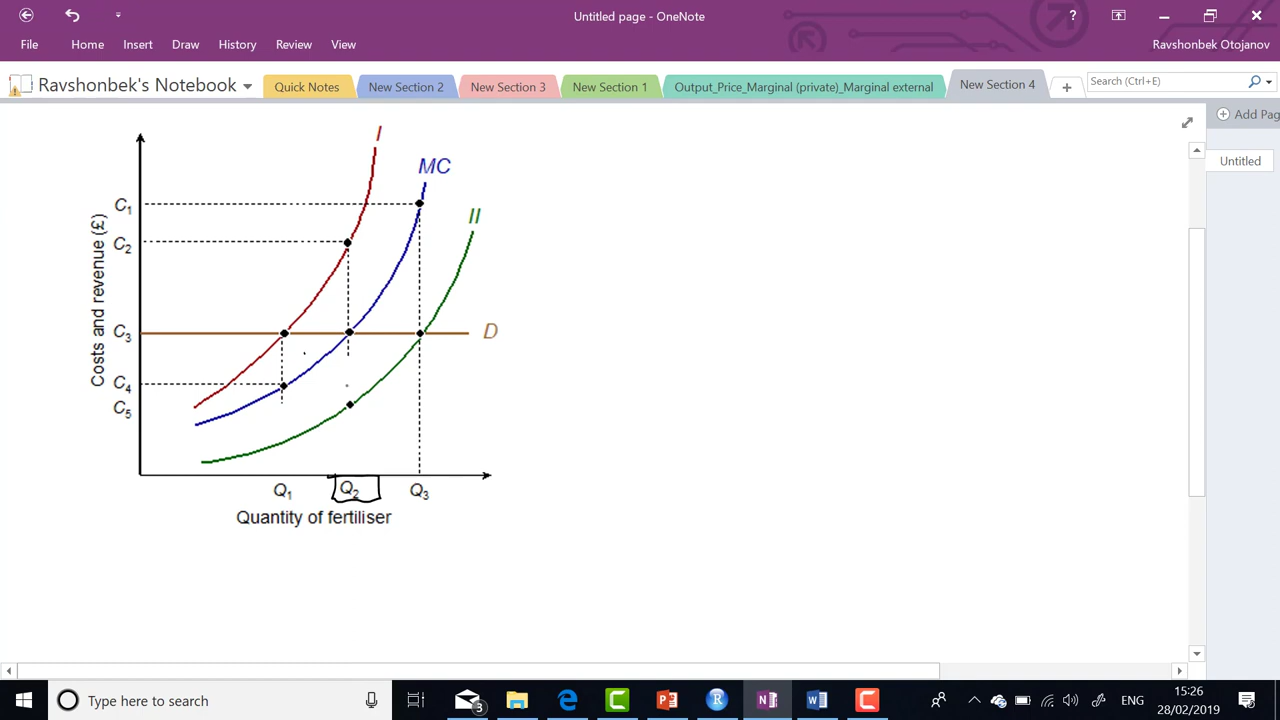 Untitled page - OneNote
?
File Home Insert Draw History Review View
Ravshonbek Otojanov
Ravshonbek's Notebook
Quick Notes
New Section 2
New Section 3
New Section 1
Output_Price_Marginal (private)_Marginal external
New Section 4
Search (Ctrl+E)
Add Pag
Untitled
I
MC
II
C1
C2
C3
C4
C5
D
Costs and revenue (£)
Q1 Q2 Q3
Quantity of fertiliser
Type here to search
3
ENG
15:26
28/02/2019